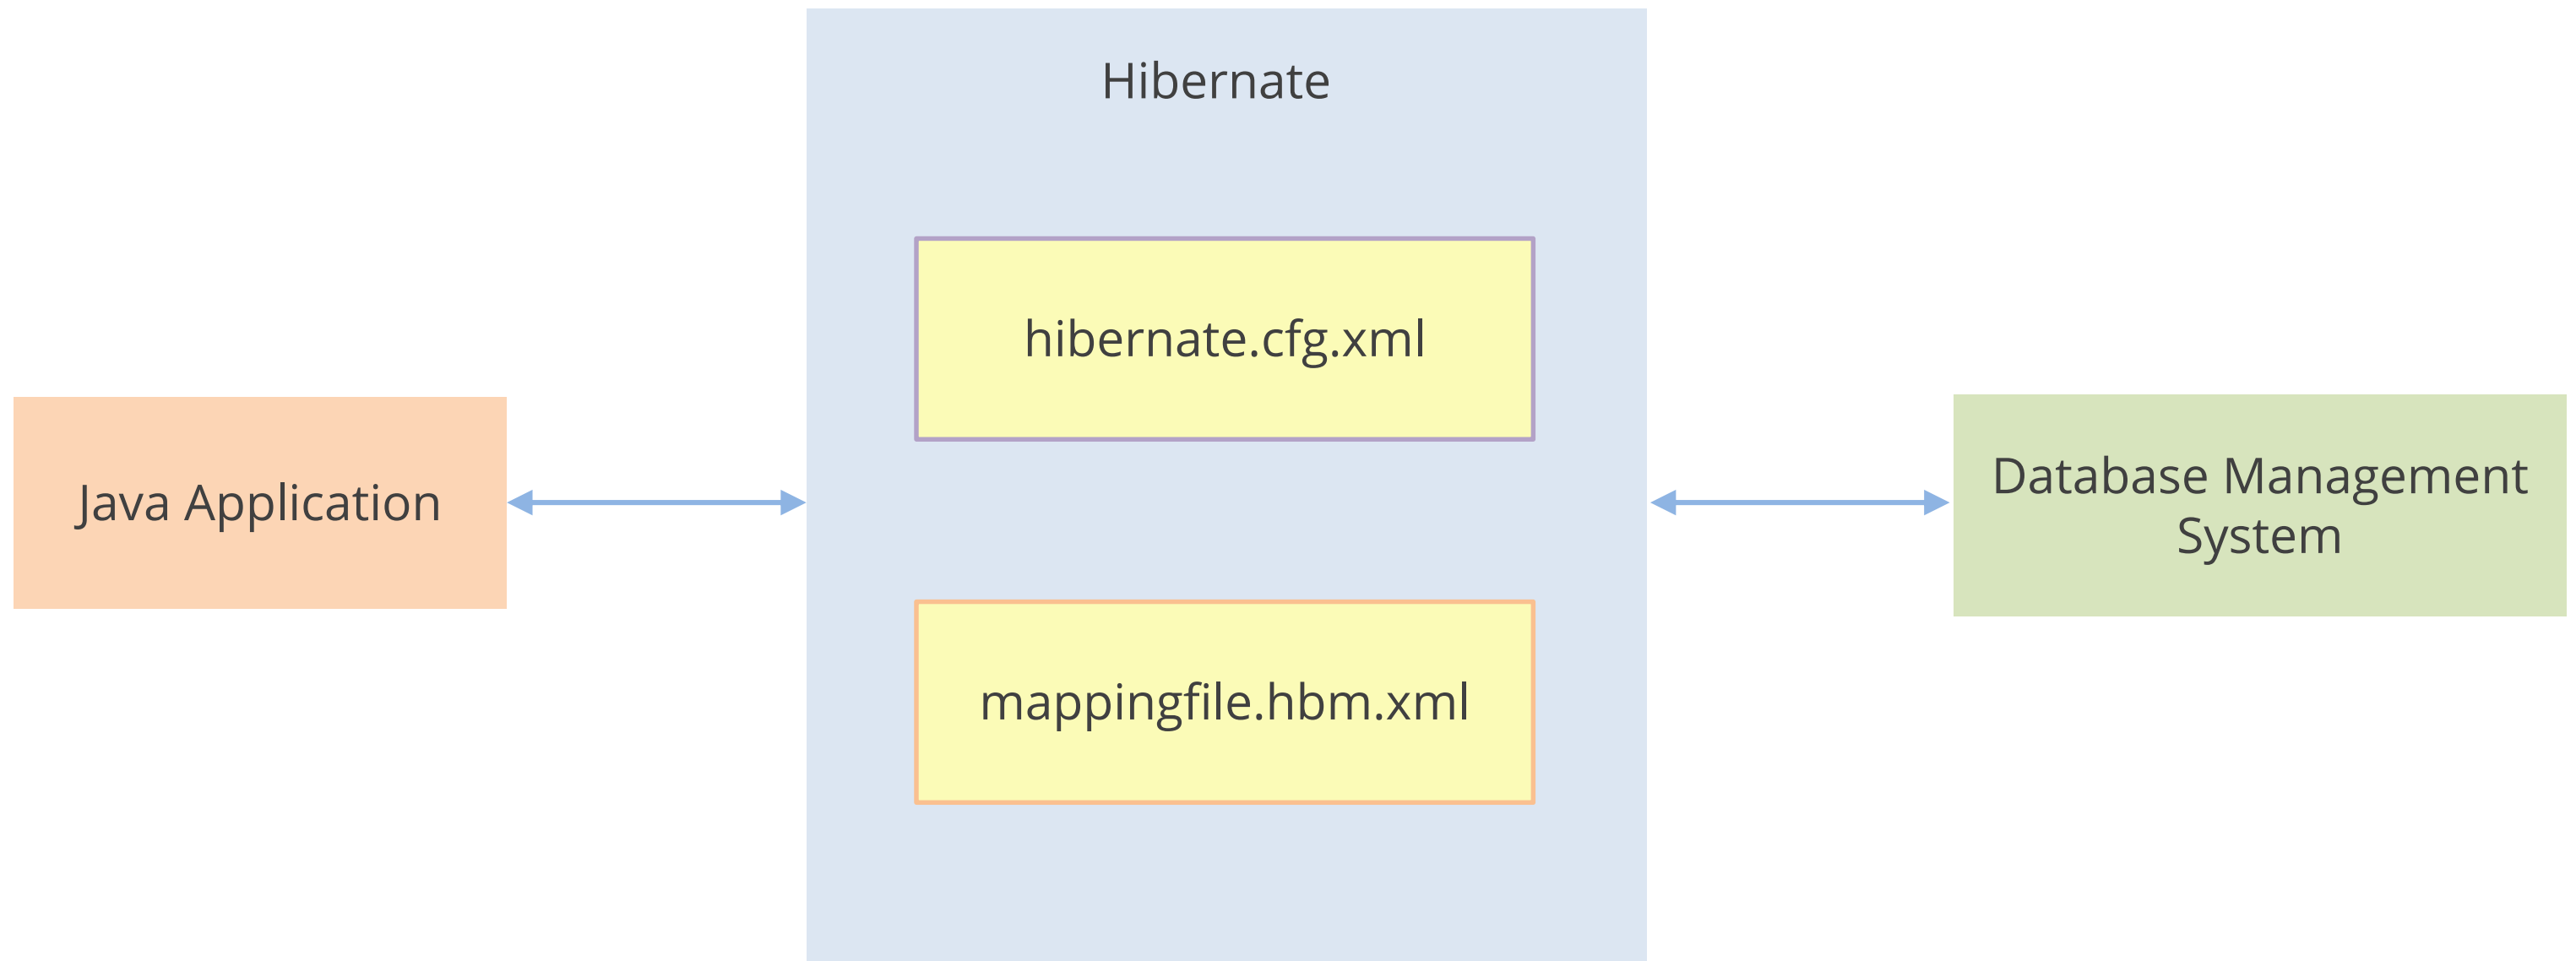 Hibernate
hibernate.cfg.xml
Java Application
Database Management
System
mappingfile.hbm.xml